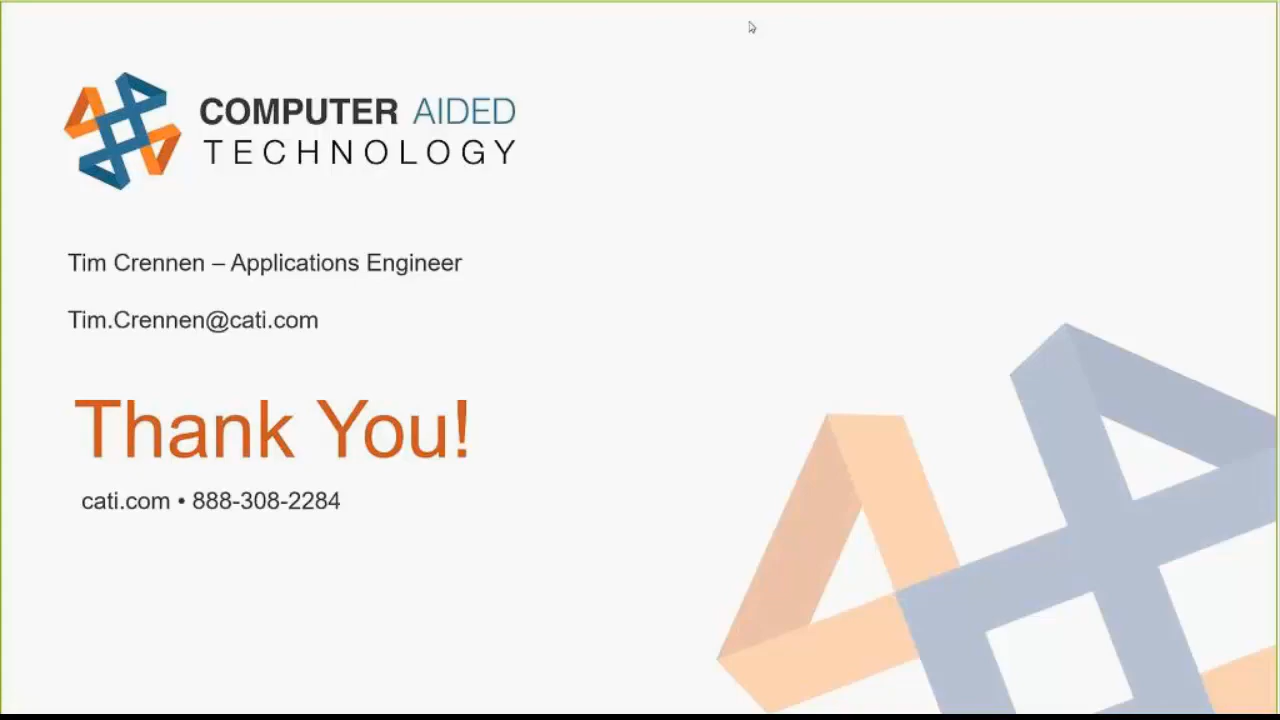 COMPUTER AIDED
TECHNOLOGY
Tim Crennen – Applications Engineer
Tim.Crennen@cati.com
Thank You!
cati.com • 888-308-2284